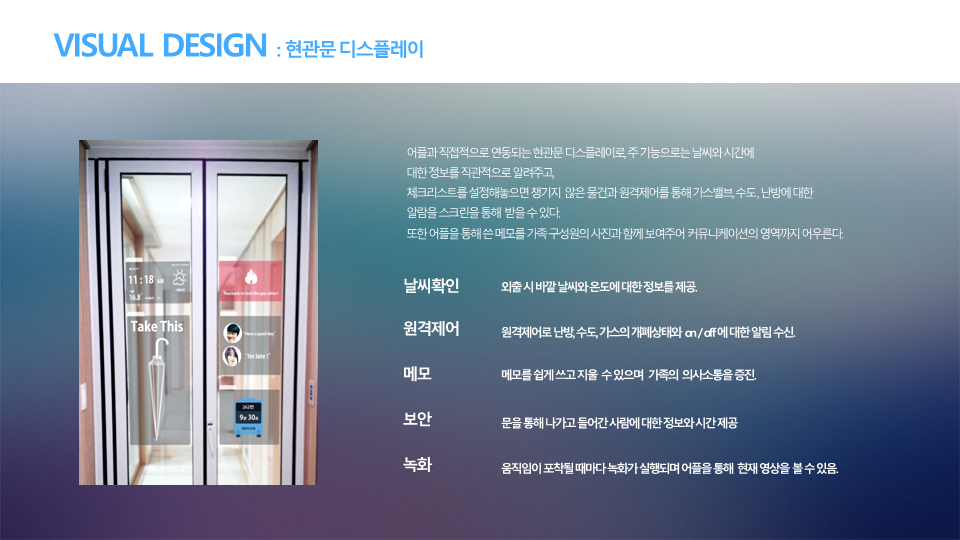 VISUAL DESIGN : 현관문 디스플레이
어플과 직접적으로 연동되는 현관문 디스플레이로, 주 기능으로는 날씨와 시간에
대한 정보를 직관적으로 알려주고,
체크리스트를 설정해놓으면 챙기지 않은 물건과 원격제어를 통해 가스밸브, 수도, 난방에 대한
알람을 스크린을 통해 받을 수 있다.
또한 어플을 통해 쓴 메모를 가족 구성원의 사진과 함께 보여주어 커뮤니케이션의 영역까지 어우른다.
날씨확인 외출 시 바깥 날씨와 온도에 대한 정보를 제공.
원격제어 원격제어로 난방, 수도, 가스의 개폐상태와 on / off 에 대한 알림 수신.
메모 메모를 쉽게 쓰고 지울 수 있으며 가족의 의사소통을 증진.
보안 문을 통해 나가고 들어간 사람에 대한 정보와 시간 제공
녹화 움직임이 포착될 때마다 녹화가 실행되며 어플을 통해 현재 영상을 볼 수 있음.
11 : 18 AM
16.8°
Take This
"Have a good day"
"Im late !"
262번
9분 30초